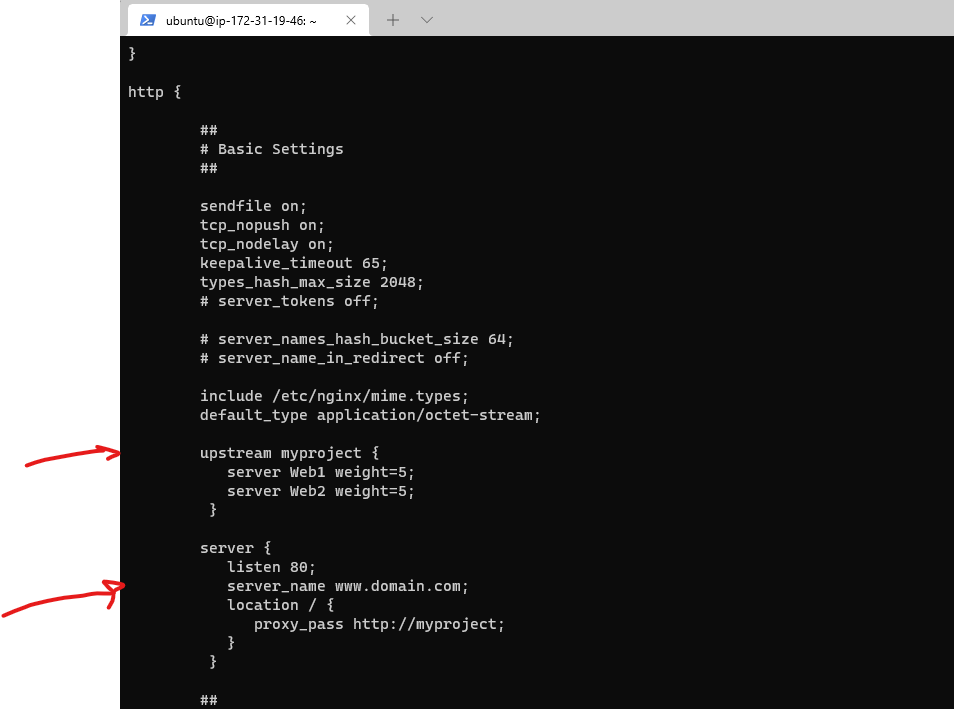 ubuntu@ip-172-31-19-46: ~
}
http {
##
# Basic Settings
##
sendfile on;
tcp_nopush on;
tcp_nodelay on;
keepalive_timeout 65;
types_hash_max_size 2048;
# server_tokens off;
# server_names_hash_bucket_size 64;
# server_name_in_redirect off;
include /etc/nginx/mime.types;
default_type application/octet-stream;
upstream myproject {
server Web1 weight=5;
server Web2 weight=5;
}
server {
listen 80;
server_name www.domain.com;
location / {
proxy_pass http://myproject;
}
}
##